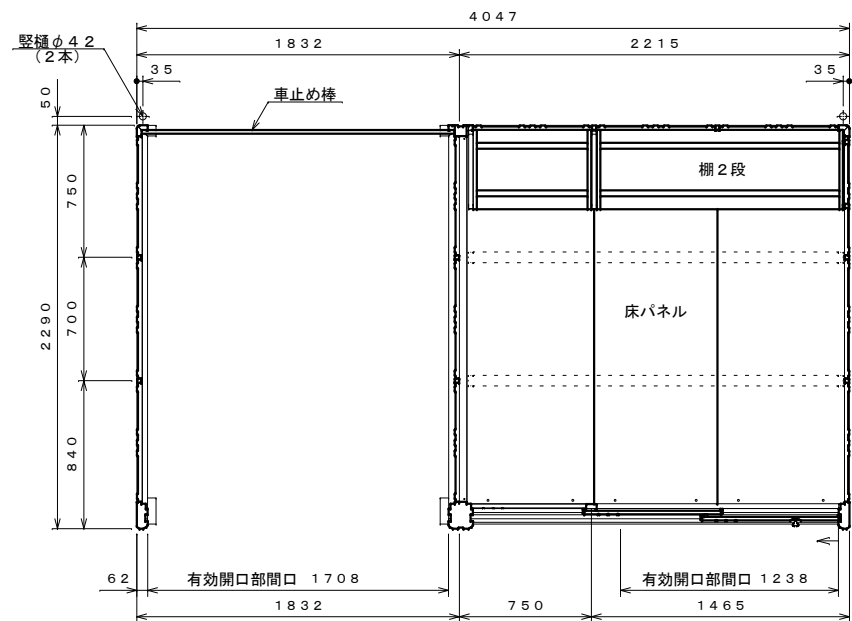 4047
1832
2215
竪樋φ42
(2本)
35
35
50
車止め棒
棚2段
750
700
床パネル
2290
840
62
有効開口部間口 1708
有効開口部間口 1238
1832
750
1465